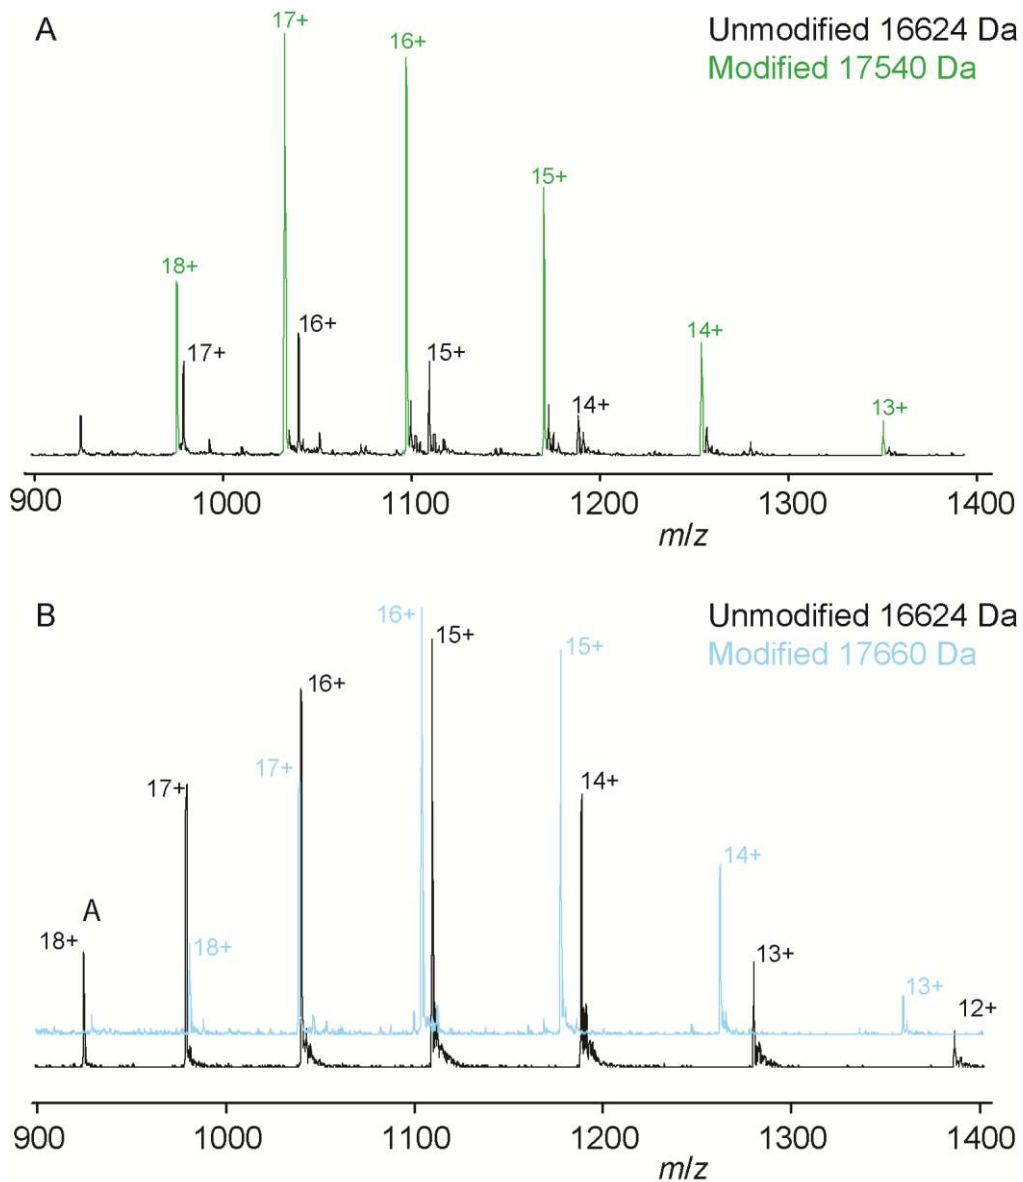 A
Unmodified 16624 Da
Modified 17540 Da
17+
16+
15+
18+
14+
13+
17+
16+
15+
14+
900 1000 1100 1200 1300 1400
m/z
B
Unmodified 16624 Da
Modified 17660 Da
16+
15+
15+
16+
17+
17+
14+
14+
A
18+
18+
13+
13+
12+
900 1000 1100 1200 1300 1400
m/z